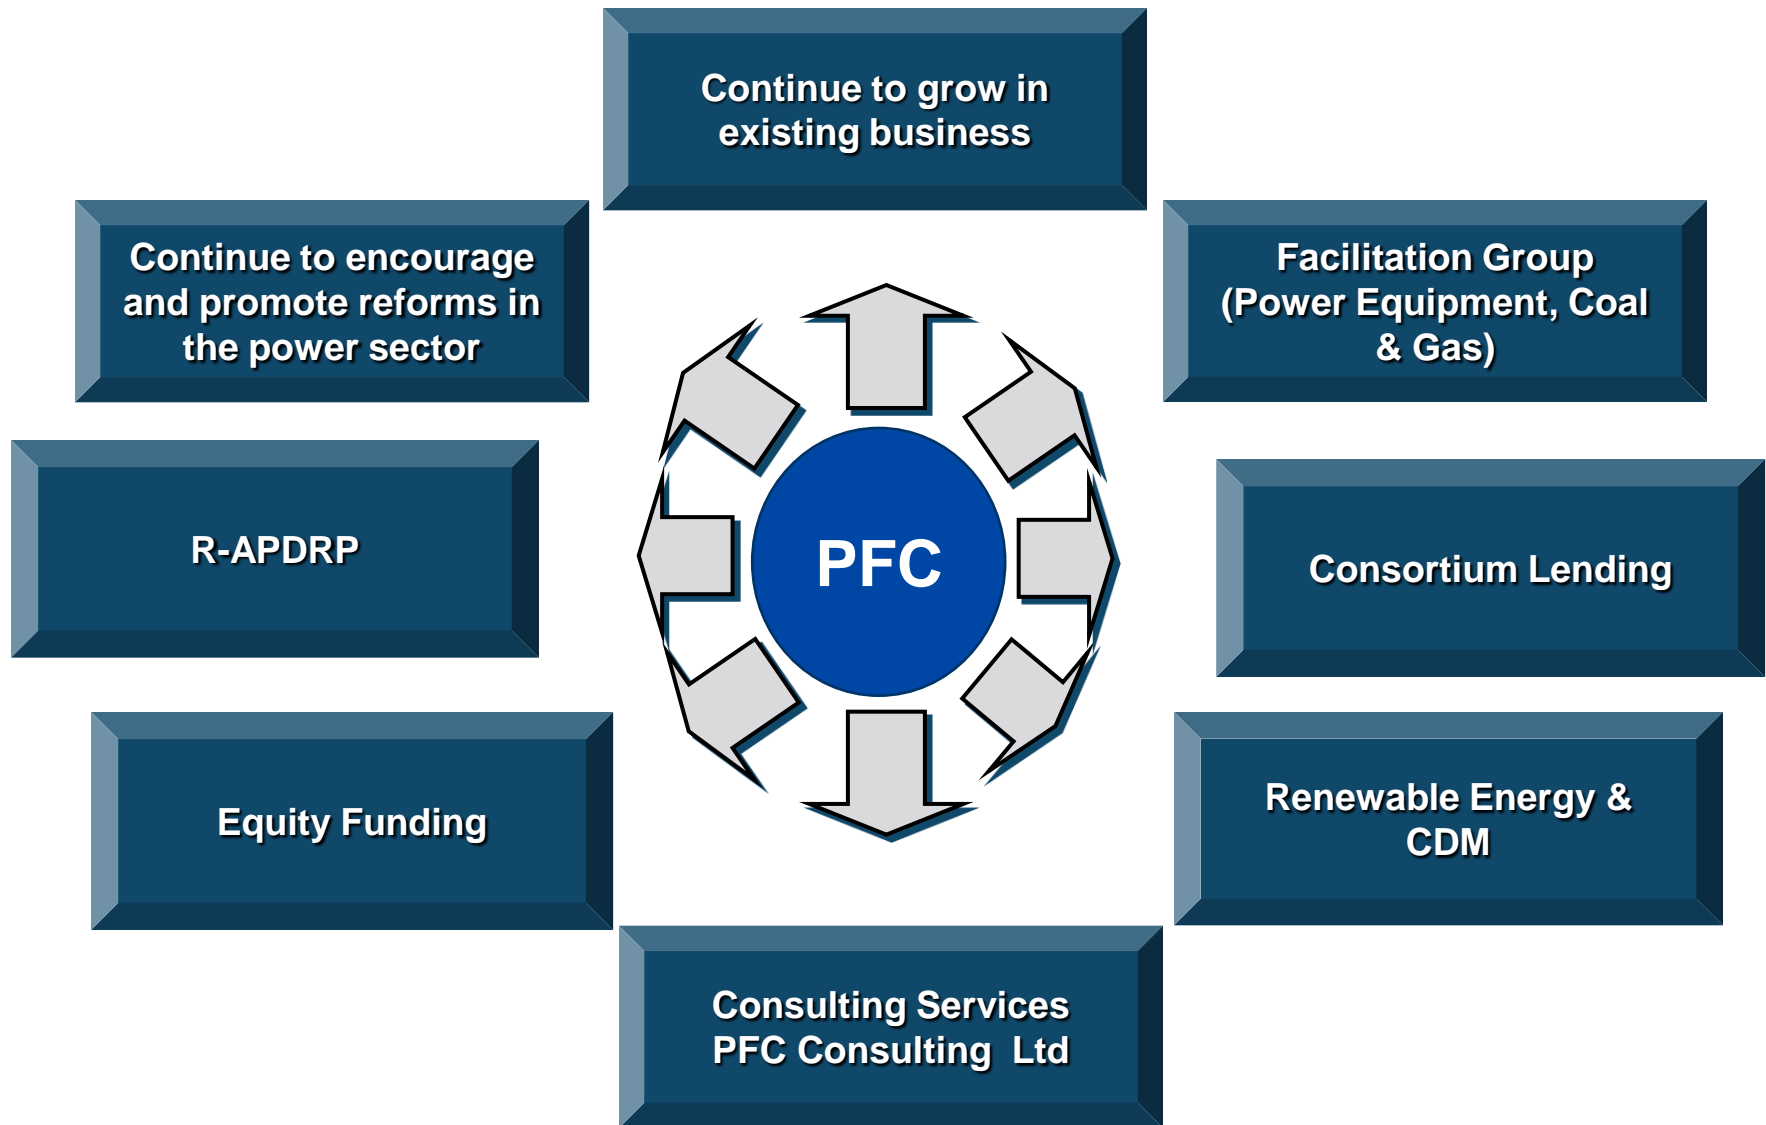 Continue to grow in
existing business
Continue to encourage
and promote reforms in
the power sector
Facilitation Group
(Power Equipment, Coal
& Gas)
R-APDRP
PFC
Consortium Lending
Equity Funding
Renewable Energy &
CDM
Consulting Services
PFC Consulting  Ltd